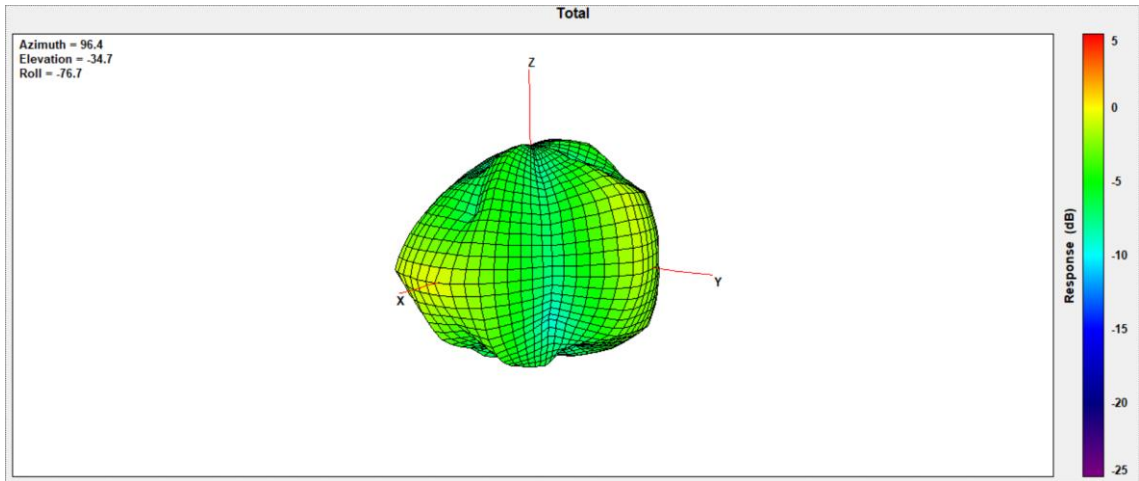 Total
Azimuth = 96.4
Elevation = -34.7
Roll = -76.7
Z
X
Y
5
0
-5
-10
-15
-20
-25
Response (dB)